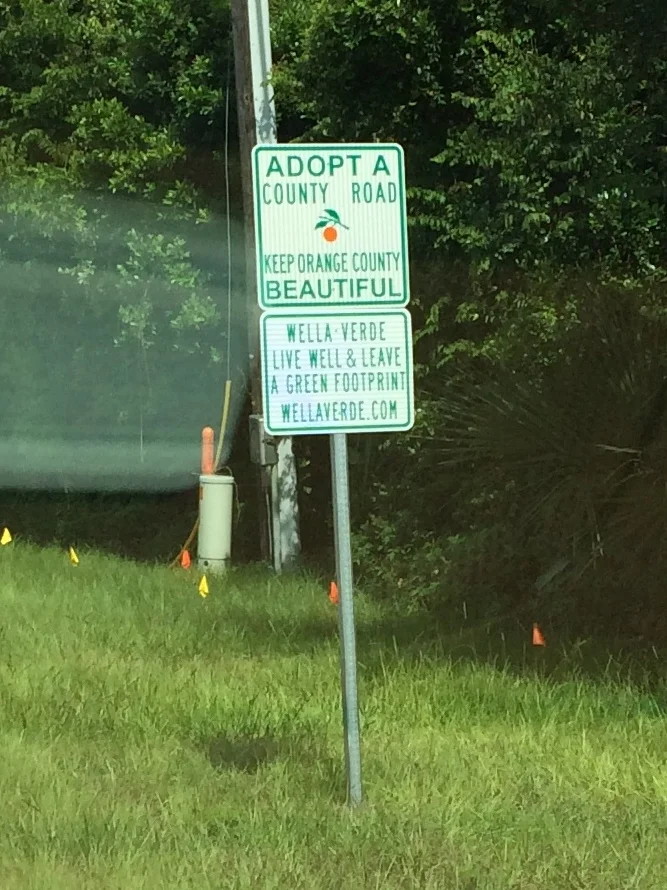 ADOPT A
COUNTY ROAD
KEEP ORANGE COUNTY
BEAUTIFUL
WELLA-VERDE
LIVE WELL & LEAVE
A GREEN FOOTPRINT
WELLAVERDE.COM